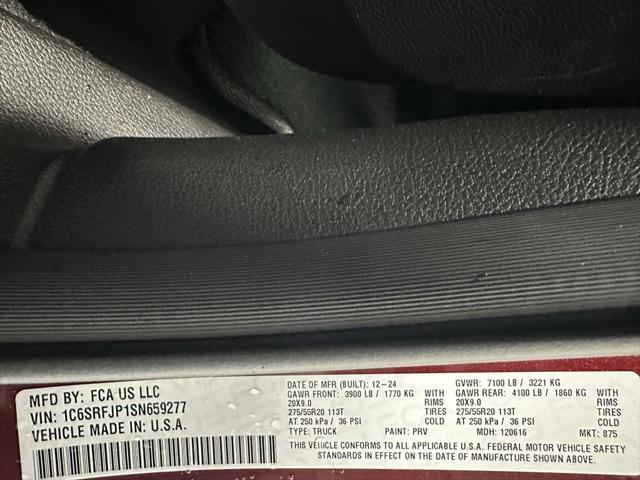 MFD BY: FCA US LLC
VIN: 1C6SRFJP1SN659277
VEHICLE MADE IN: U.S.A.
DATE OF MFR (BUILT): 12-24 GVWR: 7100 LB / 3221 KG
GAWR FRONT: 3900 LB / 1770 KG WITH GAWR REAR: 4100 LB / 1860 KG WITH
20X9.0 RIMS 20X9.0 RIMS
275/55R20 113T TIRES 275/55R20 113T TIRES
AT 250 kPa / 36 PSI COLD AT 250 kPa / 36 PSI COLD
TYPE: TRUCK PAINT: PRV MDH: 120616 MKT: 875
THIS VEHICLE CONFORMS TO ALL APPLICABLE U.S.A. FEDERAL MOTOR VEHICLE SAFETY
STANDARDS IN EFFECT ON THE DATE OF MANUFACTURE SHOWN ABOVE.